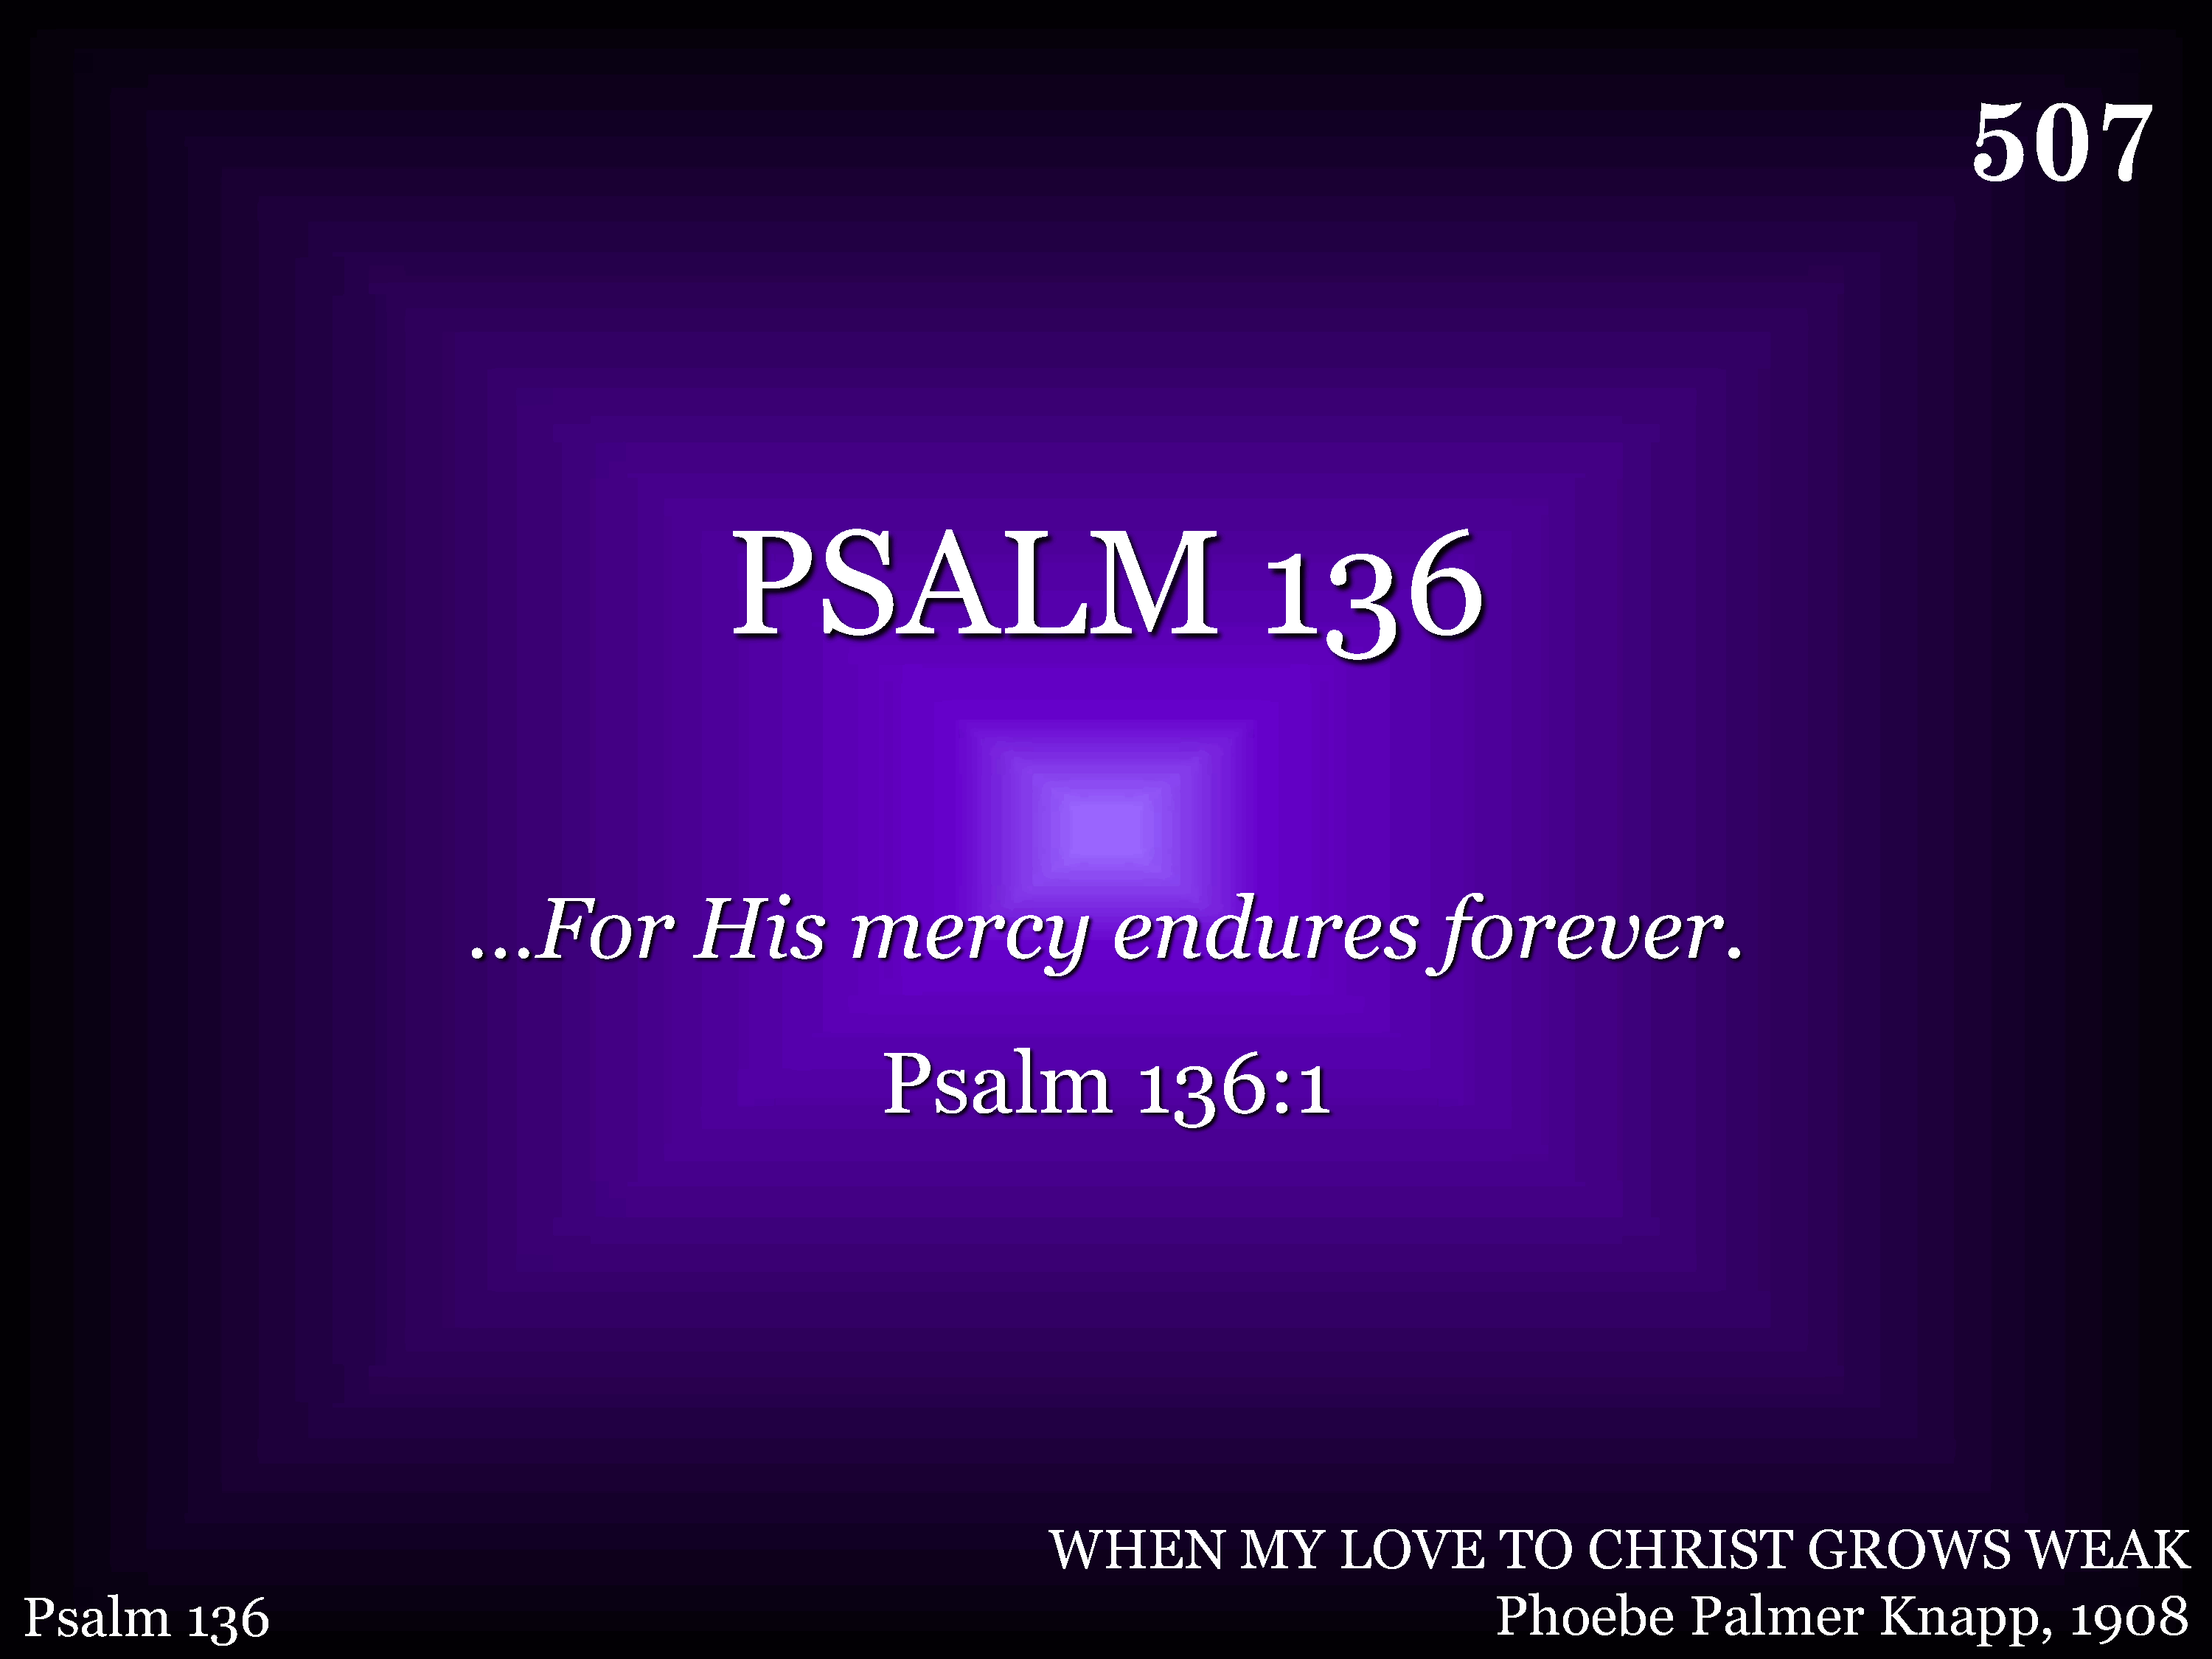 507
PSALM 136
...For His mercy endures forever.
Psalm 136:1
WHEN MY LOVE TO CHRIST GROWS WEAK
Psalm 136
Phoebe Palmer Knapp, 1908